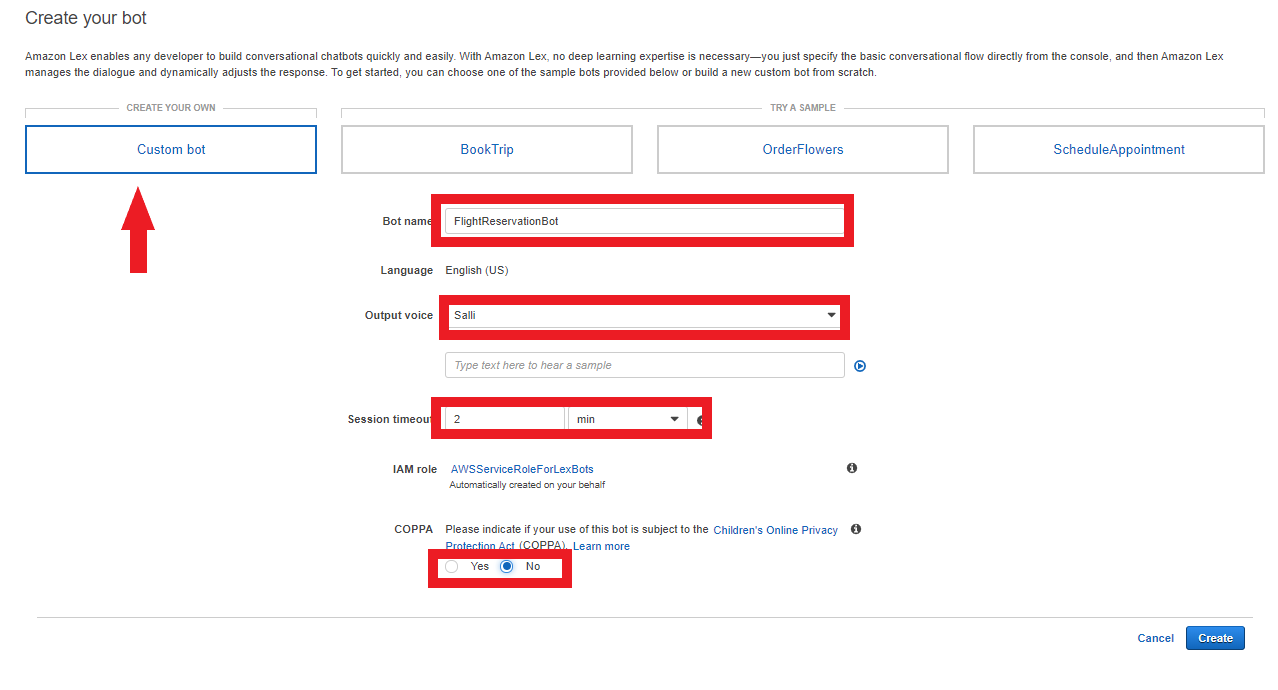 Create your bot
Amazon Lex enables any developer to build conversational chatbots quickly and easily. With Amazon Lex, no deep learning expertise is necessary—you just specify the basic conversational flow directly from the console, and then Amazon Lex
manages the dialogue and dynamically adjusts the response. To get started, you can choose one of the sample bots provided below or build a new custom bot from scratch.
CREATE YOUR OWN
TRY A SAMPLE
Custom bot
BookTrip
OrderFlowers
ScheduleAppointment
Bot name
FlightReservationBot
Language
English (US)
Output voice
Salli
Type text here to hear a sample
Session timeout
2
min
IAM role
AWSServiceRoleForLexBots
Automatically created on your behalf
COPPA
Please indicate if your use of this bot is subject to the Children's Online Privacy
Protection Act (COPPA). Learn more
Yes
No
Cancel
Create